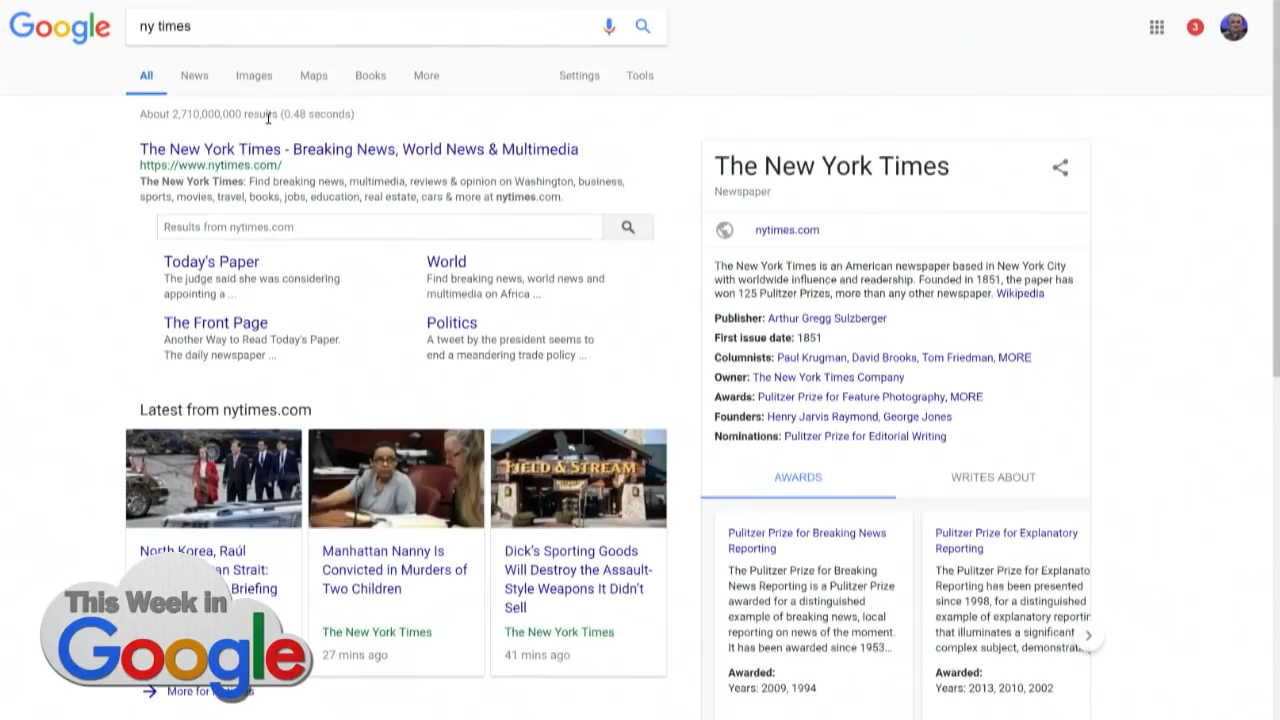 Google
ny times
3
All News Images Maps Books More Settings Tools
About 2,710,000,000 results (0.48 seconds)
The New York Times - Breaking News, World News & Multimedia
https://www.nytimes.com/
The New York Times: Find breaking news, multimedia, reviews & opinion on Washington, business,
sports, movies, travel, books, jobs, education, real estate, cars & more at nytimes.com.
Results from nytimes.com
Today's Paper
The judge said she was considering
appointing a ...
World
Find breaking news, world news and
multimedia on Africa ...
The Front Page
Another Way to Read Today's Paper.
The daily newspaper ...
Politics
A tweet by the president seems to
end a meandering trade policy ...
Latest from nytimes.com
FIELD & STREAM
North Korea, Raúl
an Strait:
Briefing
Manhattan Nanny Is
Convicted in Murders of
Two Children
The New York Times
27 mins ago
Dick's Sporting Goods
Will Destroy the Assault-
Style Weapons It Didn't
Sell
The New York Times
41 mins ago
More for
This Week in
Google
The New York Times
Newspaper
nytimes.com
The New York Times is an American newspaper based in New York City
with worldwide influence and readership. Founded in 1851, the paper has
won 125 Pulitzer Prizes, more than any other newspaper. Wikipedia
Publisher: Arthur Gregg Sulzberger
First issue date: 1851
Columnists: Paul Krugman, David Brooks, Tom Friedman, MORE
Owner: The New York Times Company
Awards: Pulitzer Prize for Feature Photography, MORE
Founders: Henry Jarvis Raymond, George Jones
Nominations: Pulitzer Prize for Editorial Writing
AWARDS WRITES ABOUT
Pulitzer Prize for Breaking News
Reporting
The Pulitzer Prize for Breaking
News Reporting is a Pulitzer Prize
awarded for a distinguished
example of breaking news, local
reporting on news of the moment.
It has been awarded since 1953...
Awarded:
Years: 2009, 1994
Pulitzer Prize for Explanatory
Reporting
The Pulitzer Prize for Explanato
Reporting has been presented
since 1998, for a distinguished
example of explanatory reportin
that illuminates a significant
complex subject, demonstrat
Awarded:
Years: 2013, 2010, 2002